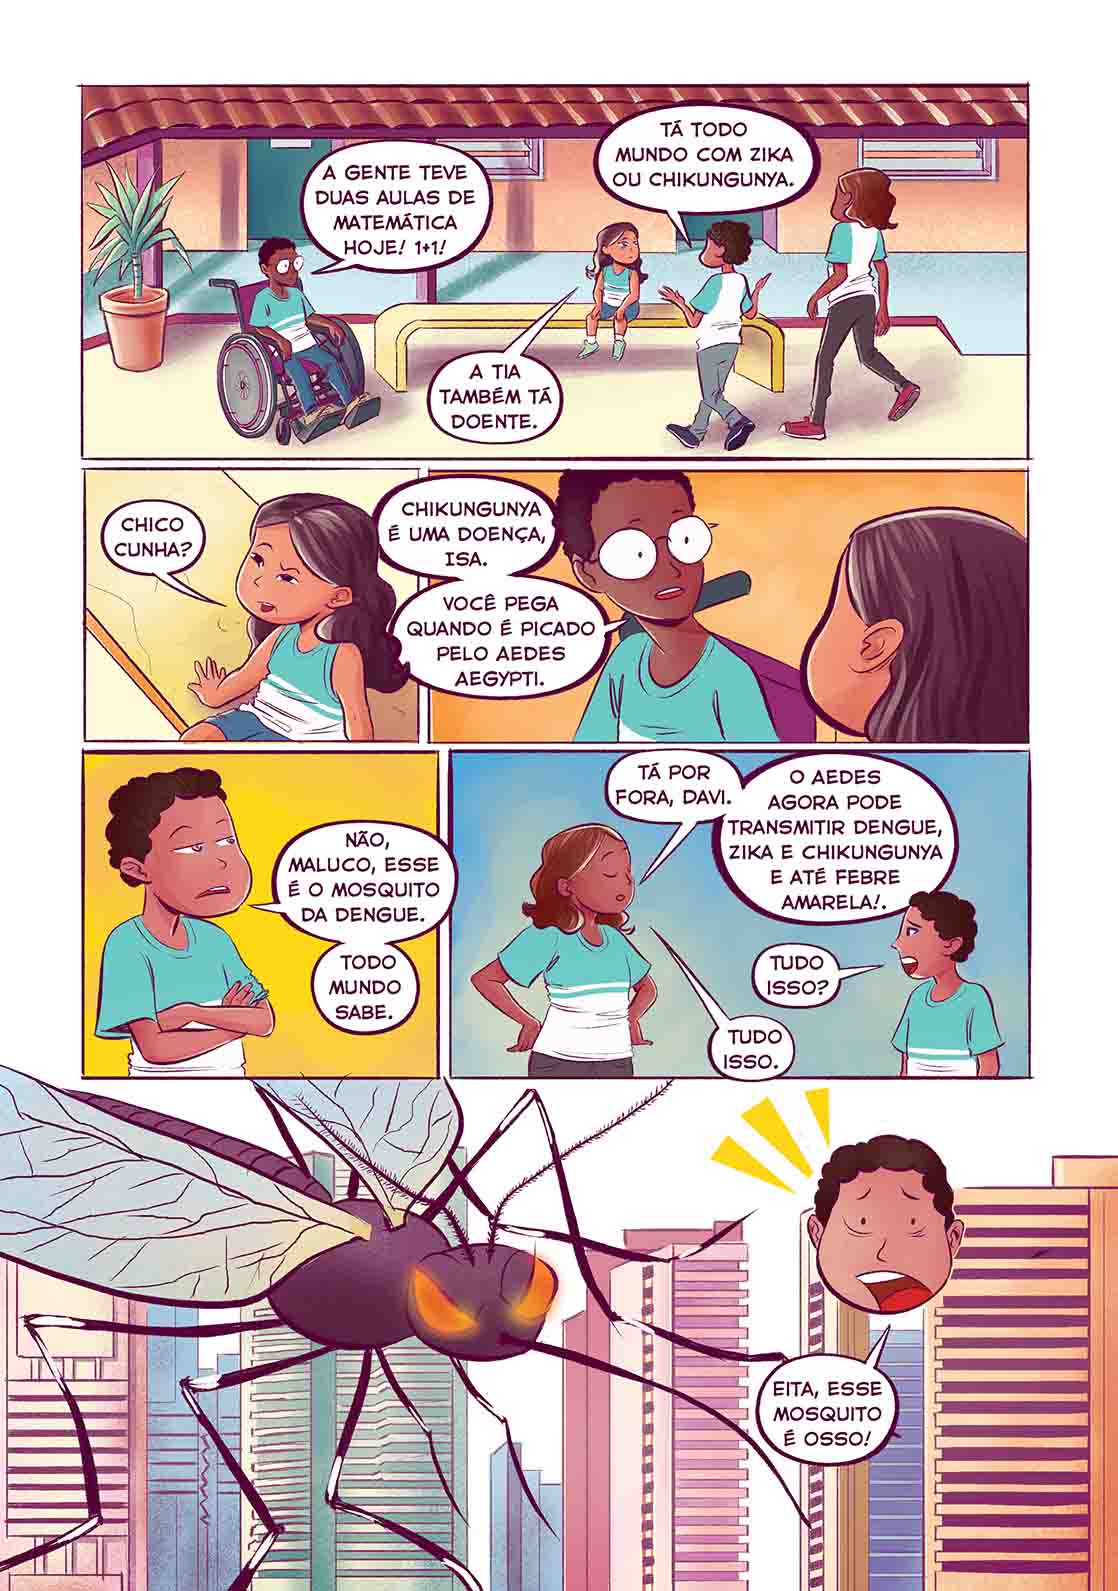 A GENTE TEVE
DUAS AULAS DE
MATEMÁTICA
HOJE! 1+1!
TÁ TODO
MUNDO COM ZIKA
OU CHIKUNGUNYA.
A TIA
TAMBÉM TÁ
DOENTE.
CHICO
CUNHA?
CHIKUNGUNYA
É UMA DOENÇA,
ISA.
VOCÊ PEGA
QUANDO É PICADO
PELO AEDES
AEGYPTI.
NÃO,
MALUCO, ESSE
É O MOSQUITO
DA DENGUE.
TODO
MUNDO
SABE.
TÁ POR
FORA, DAVI.
O AEDES
AGORA PODE
TRANSMITIR DENGUE,
ZIKA E CHIKUNGUNYA
E ATÉ FEBRE
AMARELA!.
TUDO
ISSO?
TUDO
ISSO.
EITA, ESSE
MOSQUITO
É OSSO!